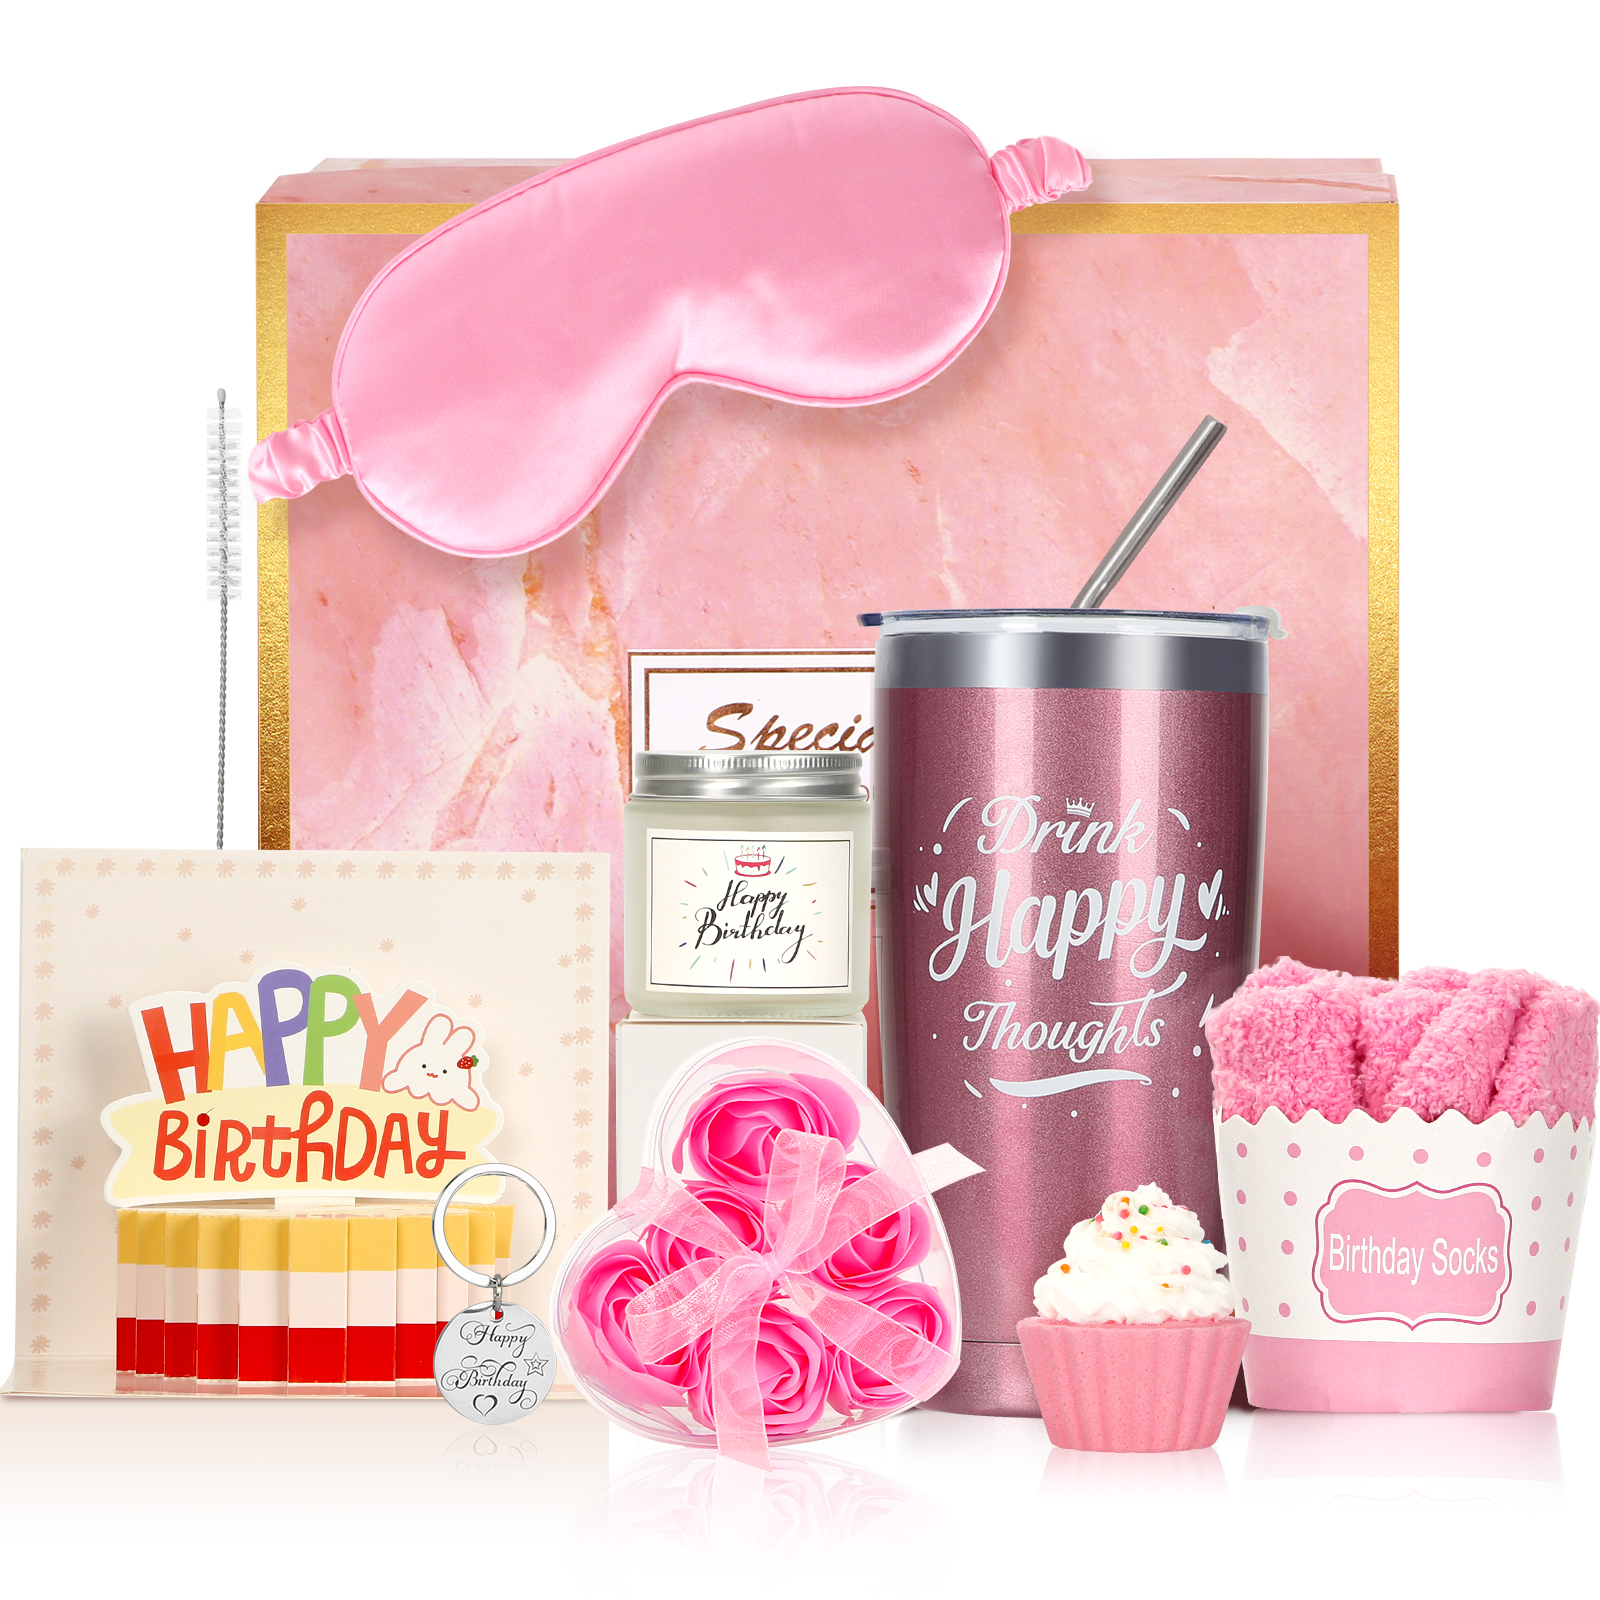 Drink
Happy
Thoughts
Happy
Birthday
HAPPY
BiRthDAY
Happy
Birthday
Birthday Socks